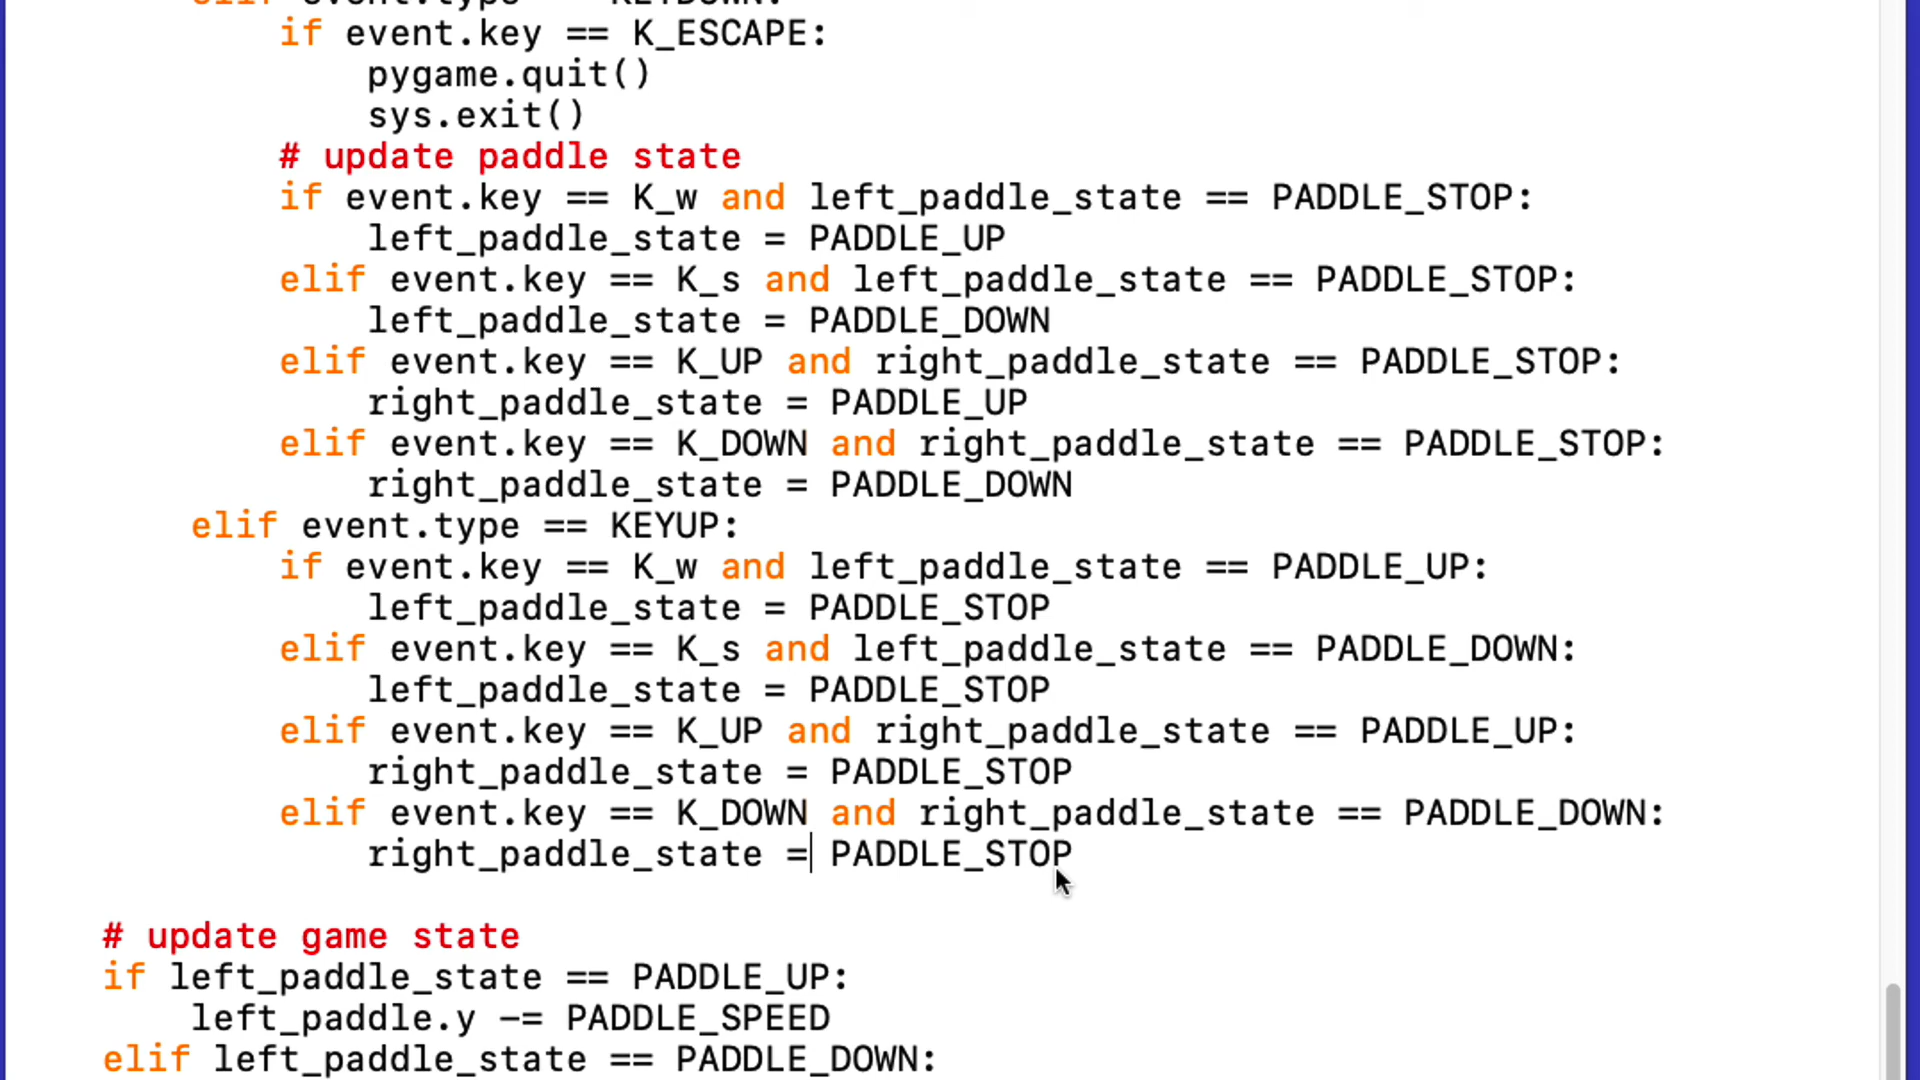 elif event.type == KEYDOWN:
if event.key == K_ESCAPE:
pygame.quit()
sys.exit()
# update paddle state
if event.key == K_w and left_paddle_state == PADDLE_STOP:
left_paddle_state = PADDLE_UP
elif event.key == K_s and left_paddle_state == PADDLE_STOP:
left_paddle_state = PADDLE_DOWN
elif event.key == K_UP and right_paddle_state == PADDLE_STOP:
right_paddle_state = PADDLE_UP
elif event.key == K_DOWN and right_paddle_state == PADDLE_STOP:
right_paddle_state = PADDLE_DOWN
elif event.type == KEYUP:
if event.key == K_w and left_paddle_state == PADDLE_UP:
left_paddle_state = PADDLE_STOP
elif event.key == K_s and left_paddle_state == PADDLE_DOWN:
left_paddle_state = PADDLE_STOP
elif event.key == K_UP and right_paddle_state == PADDLE_UP:
right_paddle_state = PADDLE_STOP
elif event.key == K_DOWN and right_paddle_state == PADDLE_DOWN:
right_paddle_state = PADDLE_STOP
# update game state
if left_paddle_state == PADDLE_UP:
left_paddle.y -= PADDLE_SPEED
elif left_paddle_state == PADDLE_DOWN: